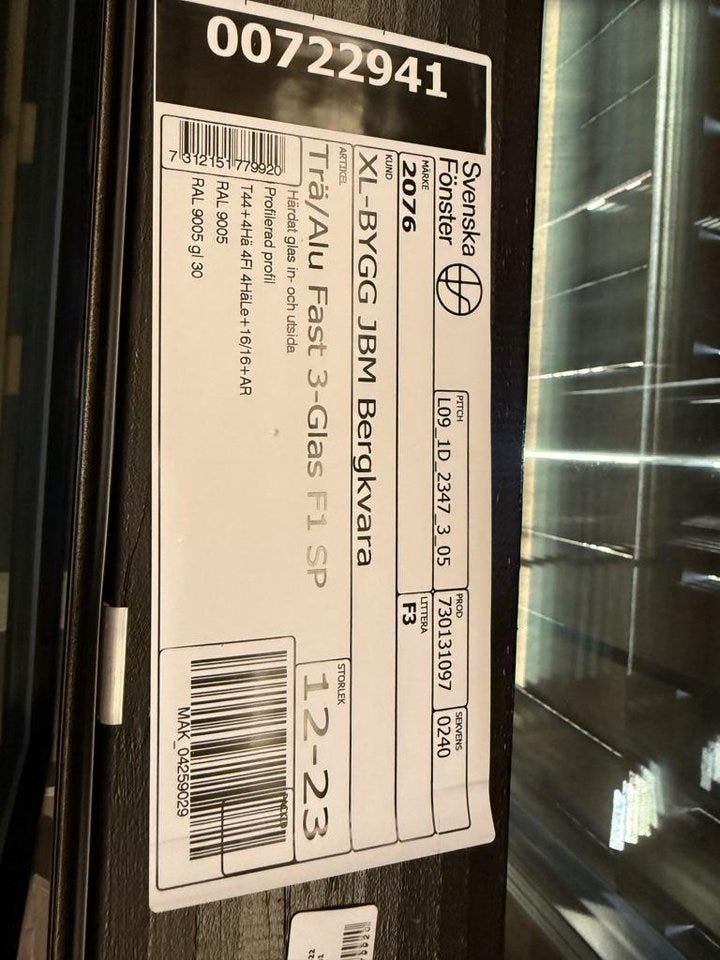 00722941
Svenska
Fönster
PITCH
L09_1D_2347_3_05
PROD
730131097
SEKVENS
0240
MÄRKE
2076
LITTERA
F3
KUND
XL-BYGG JBM Bergkvara
ARTIKEL
Trä/Alu Fast 3-Glas F1 SP
STORLEK
12-23
7 312151 779920
Härdat glas in- och utsida
Profilerad profil
T44+4Hä 4Fl 4HäLe+16/16+AR
RAL 9005
RAL 9005 gl 30
MAK_04259029